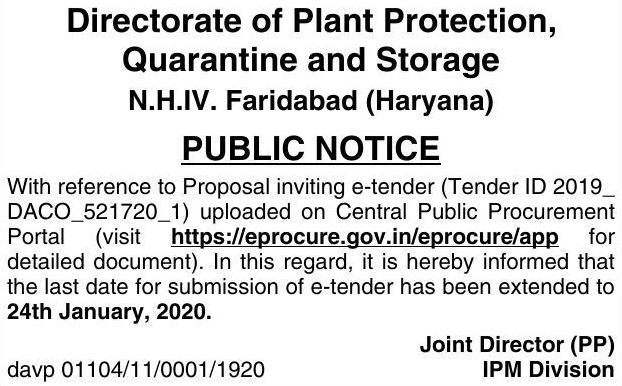 Directorate of Plant Protection,
Quarantine and Storage
N.H.IV. Faridabad (Haryana)
PUBLIC NOTICE
With reference to Proposal inviting e-tender (Tender ID 2019_
DACO_521720_1) uploaded on Central Public Procurement
Portal (visit https://eprocure.gov.in/eprocure/app for
detailed document). In this regard, it is hereby informed that
the last date for submission of e-tender has been extended to
24th January, 2020.
Joint Director (PP)
davp 01104/11/0001/1920 IPM Division